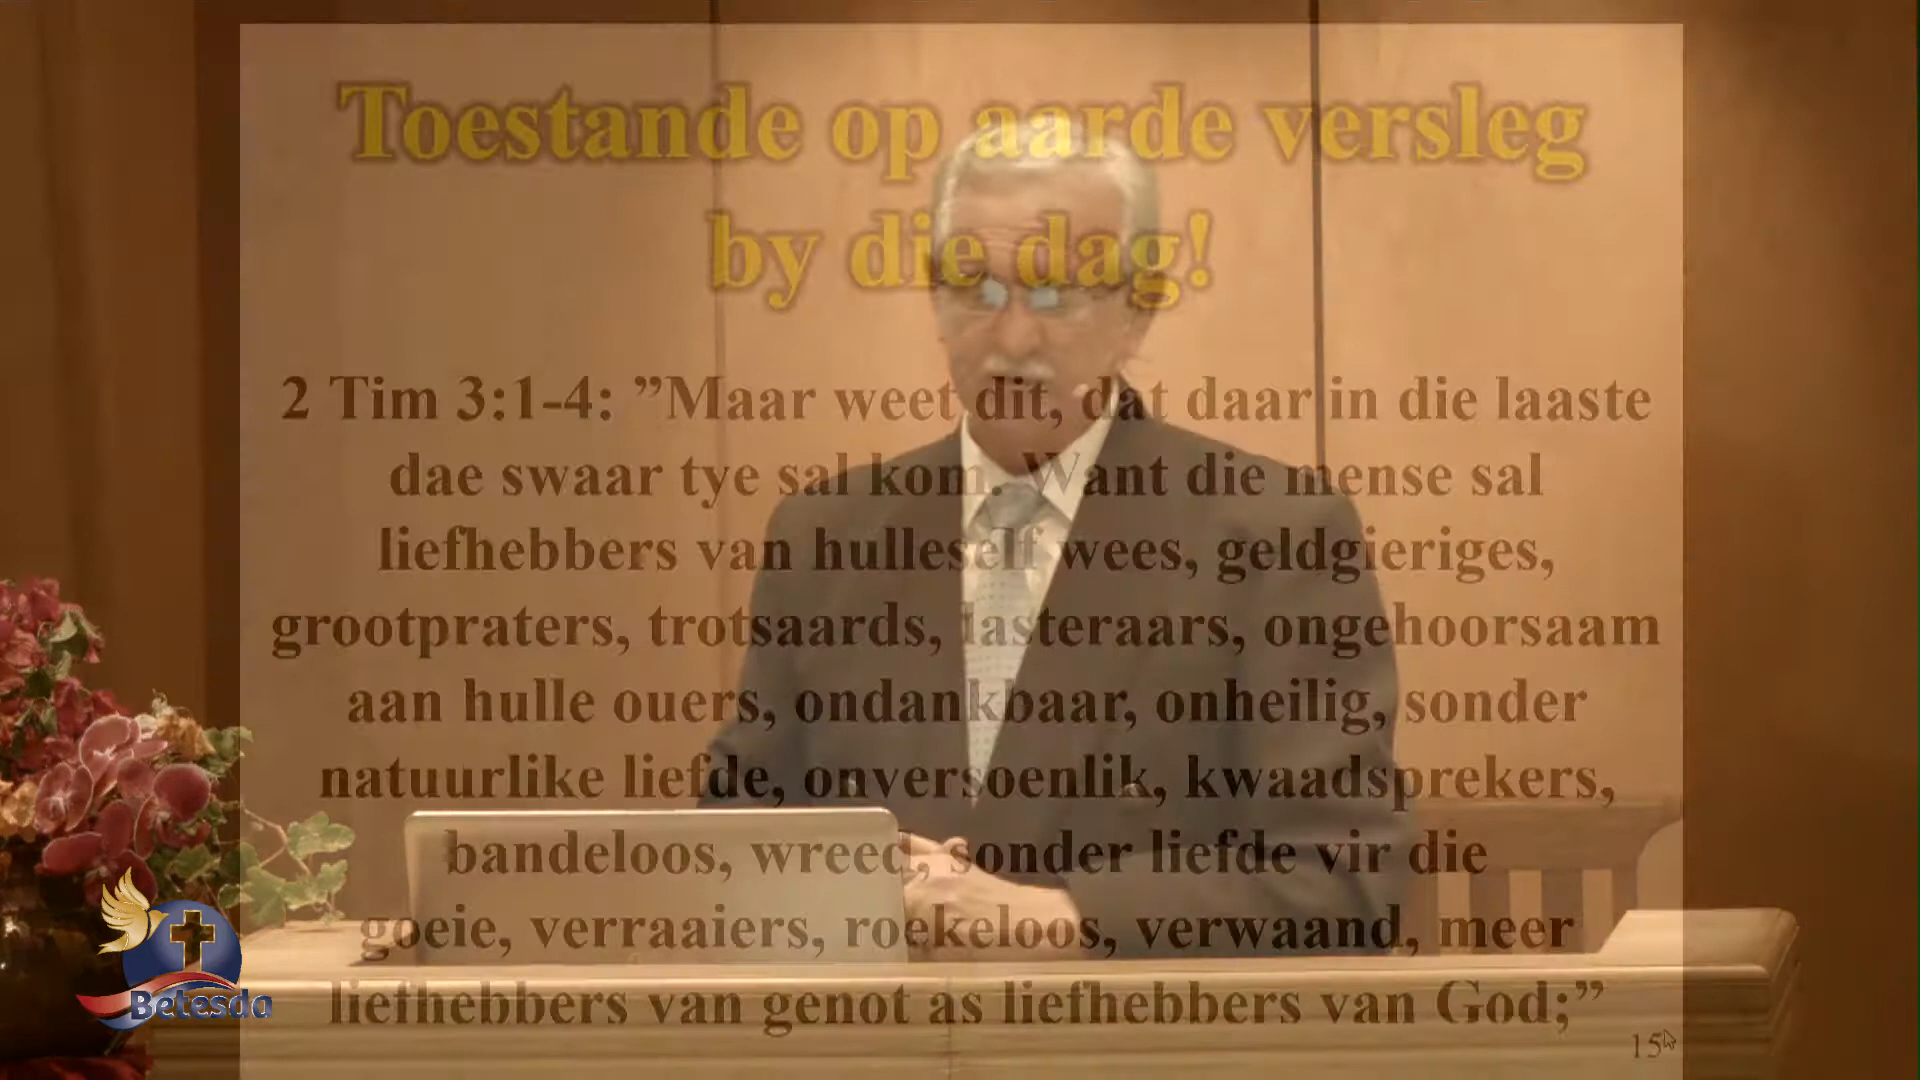 Toestande op aarde versleg
by die dag!
2 Tim 3:1-4: ”Maar weet dit, dat daar in die laaste
dae swaar tye sal kom. Want die mense sal
liefhebbers van hulleself wees, geldgieriges,
grootpraters, trotsaards, lasteraars, ongehoorsaam
aan hulle ouers, ondankbaar, onheilig, sonder
natuurlike liefde, onversoenlik, kwaadsprekers,
bandeloos, wreed, sonder liefde vir die
goeie, verraaiers, roekeloos, verwaand, meer
liefhebbers van genot as liefhebbers van God;”
15
Betesda